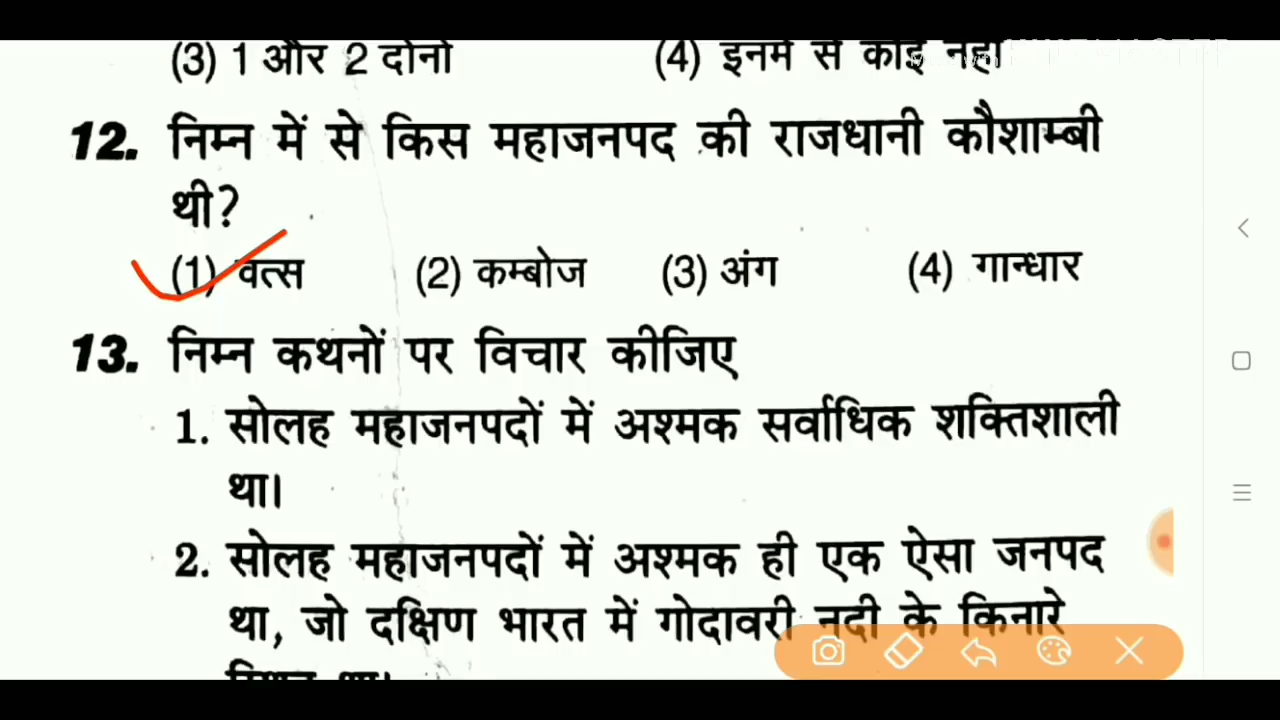 (3) 1 और 2 दोनों (4) इनमें से कोई नहीं
12. निम्न में से किस महाजनपद की राजधानी कौशाम्बी
थी?
(1) वत्स (2) कम्बोज (3) अंग (4) गान्धार
13. निम्न कथनों पर विचार कीजिए
1. सोलह महाजनपदों में अश्मक सर्वाधिक शक्तिशाली
था।
2. सोलह महाजनपदों में अश्मक ही एक ऐसा जनपद
था, जो दक्षिण भारत में गोदावरी नदी के किनारे
स्थित था।